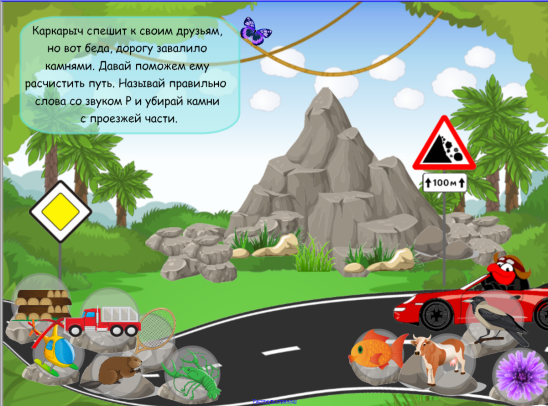 Каркарыч спешит к своим друзьям,
но вот беда, дорогу завалило
камнями. Давай поможем ему
расчистить путь. Называй правильно
слова со звуком Р и убирай камни
с проезжей части.
100 м